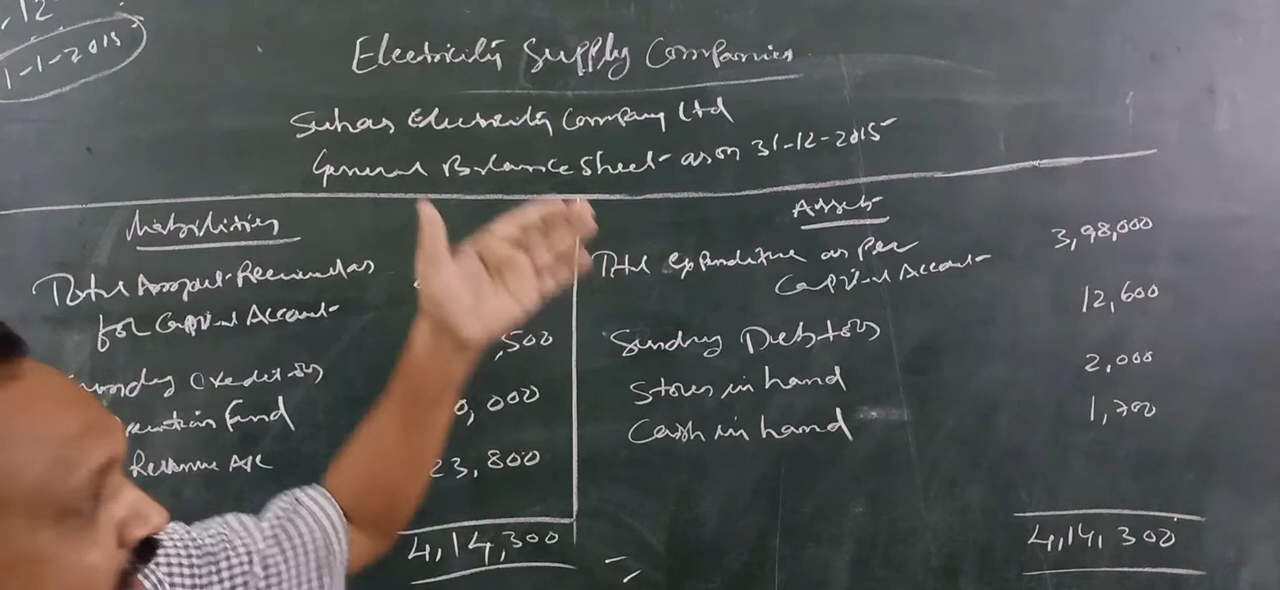 .12
1-1-2015
Electricity Supply Companies
Suhas Electricity Company Ltd
General Balance Sheet as on 31-12-2015
Liabilities
Total Amount Received as
for Capital Account
,500
Creditors
0,000
Fund
Revenue A/c
23,800
4,14,300
Assets
Total Expenditure as per
Capital Account
3,98,000
Sundry Debtors
12,600
Stores in hand
2,000
Cash in hand
1,700
4,14,300